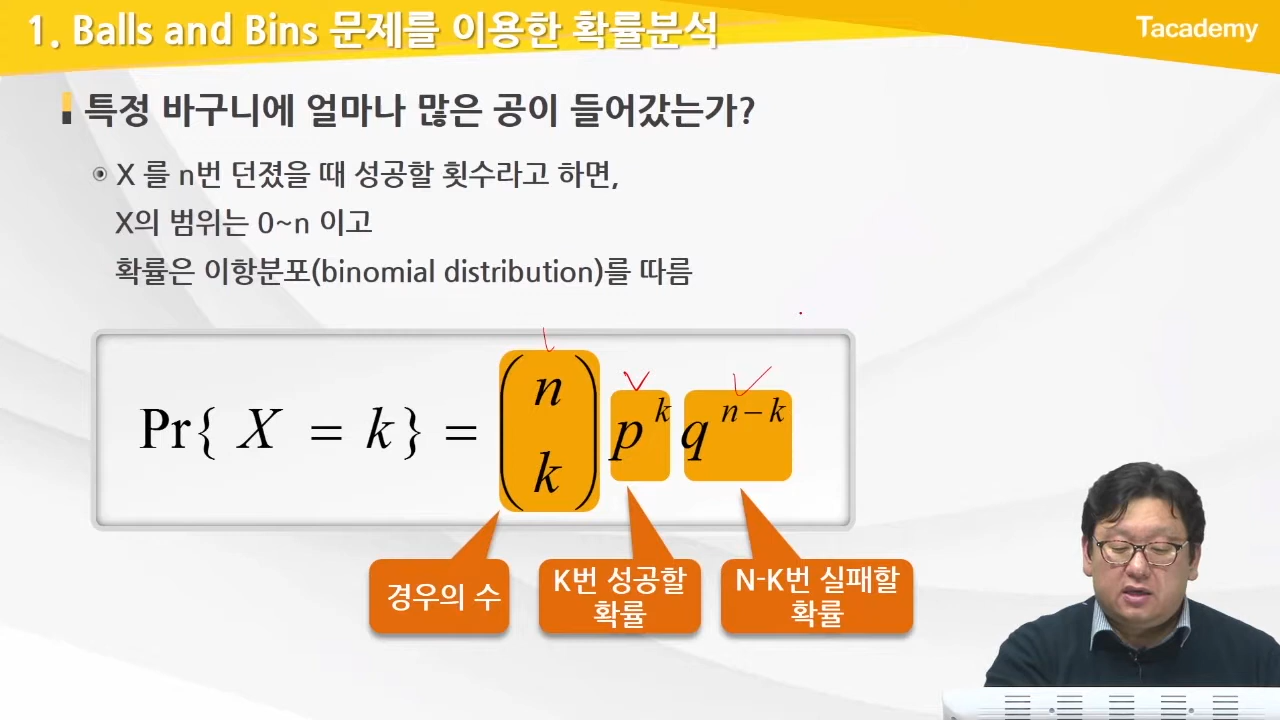 1. Balls and Bins 문제를 이용한 확률분석
Tacademy
특정 바구니에 얼마나 많은 공이 들어갔는가?
X 를 n번 던졌을 때 성공할 횟수라고 하면,
X의 범위는 0~n 이고
확률은 이항분포(binomial distribution)를 따름
Pr{ X = k} = (n k) p^k q^{n-k}
경우의 수
K번 성공할
확률
N-K번 실패할
확률